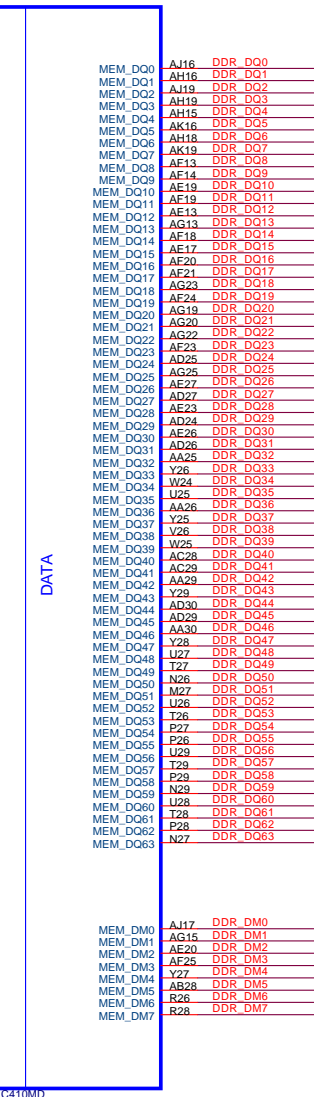 MEM_DQ0 AJ16 DDR_DQ0
MEM_DQ1 AH16 DDR_DQ1
MEM_DQ2 AJ19 DDR_DQ2
MEM_DQ3 AH19 DDR_DQ3
MEM_DQ4 AH15 DDR_DQ4
MEM_DQ5 AK16 DDR_DQ5
MEM_DQ6 AH18 DDR_DQ6
MEM_DQ7 AK19 DDR_DQ7
MEM_DQ8 AF13 DDR_DQ8
MEM_DQ9 AF14 DDR_DQ9
MEM_DQ10 AE19 DDR_DQ10
MEM_DQ11 AF19 DDR_DQ11
MEM_DQ12 AE13 DDR_DQ12
MEM_DQ13 AG13 DDR_DQ13
MEM_DQ14 AF18 DDR_DQ14
MEM_DQ15 AE17 DDR_DQ15
MEM_DQ16 AF20 DDR_DQ16
MEM_DQ17 AF21 DDR_DQ17
MEM_DQ18 AG23 DDR_DQ18
MEM_DQ19 AF24 DDR_DQ19
MEM_DQ20 AG19 DDR_DQ20
MEM_DQ21 AG20 DDR_DQ21
MEM_DQ22 AG22 DDR_DQ22
MEM_DQ23 AF23 DDR_DQ23
MEM_DQ24 AD25 DDR_DQ24
MEM_DQ25 AG25 DDR_DQ25
MEM_DQ26 AE27 DDR_DQ26
MEM_DQ27 AD27 DDR_DQ27
MEM_DQ28 AE23 DDR_DQ28
MEM_DQ29 AD24 DDR_DQ29
MEM_DQ30 AE26 DDR_DQ30
MEM_DQ31 AD26 DDR_DQ31
MEM_DQ32 AA25 DDR_DQ32
MEM_DQ33 Y26 DDR_DQ33
MEM_DQ34 W24 DDR_DQ34
MEM_DQ35 U25 DDR_DQ35
MEM_DQ36 AA26 DDR_DQ36
MEM_DQ37 Y25 DDR_DQ37
MEM_DQ38 V26 DDR_DQ38
MEM_DQ39 W25 DDR_DQ39
MEM_DQ40 AC28 DDR_DQ40
MEM_DQ41 AC29 DDR_DQ41
MEM_DQ42 AA29 DDR_DQ42
MEM_DQ43 Y29 DDR_DQ43
MEM_DQ44 AD30 DDR_DQ44
MEM_DQ45 AD29 DDR_DQ45
MEM_DQ46 AA30 DDR_DQ46
MEM_DQ47 Y28 DDR_DQ47
MEM_DQ48 U27 DDR_DQ48
MEM_DQ49 T27 DDR_DQ49
MEM_DQ50 N26 DDR_DQ50
MEM_DQ51 M27 DDR_DQ51
MEM_DQ52 U26 DDR_DQ52
MEM_DQ53 T26 DDR_DQ53
MEM_DQ54 P27 DDR_DQ54
MEM_DQ55 P26 DDR_DQ55
MEM_DQ56 U29 DDR_DQ56
MEM_DQ57 T29 DDR_DQ57
MEM_DQ58 P29 DDR_DQ58
MEM_DQ59 N29 DDR_DQ59
MEM_DQ60 U28 DDR_DQ60
MEM_DQ61 T28 DDR_DQ61
MEM_DQ62 P28 DDR_DQ62
MEM_DQ63 N27 DDR_DQ63
DATA
MEM_DM0 AJ17 DDR_DM0
MEM_DM1 AG15 DDR_DM1
MEM_DM2 AE20 DDR_DM2
MEM_DM3 AF25 DDR_DM3
MEM_DM4 Y27 DDR_DM4
MEM_DM5 AB28 DDR_DM5
MEM_DM6 R26 DDR_DM6
MEM_DM7 R28 DDR_DM7
C410MD